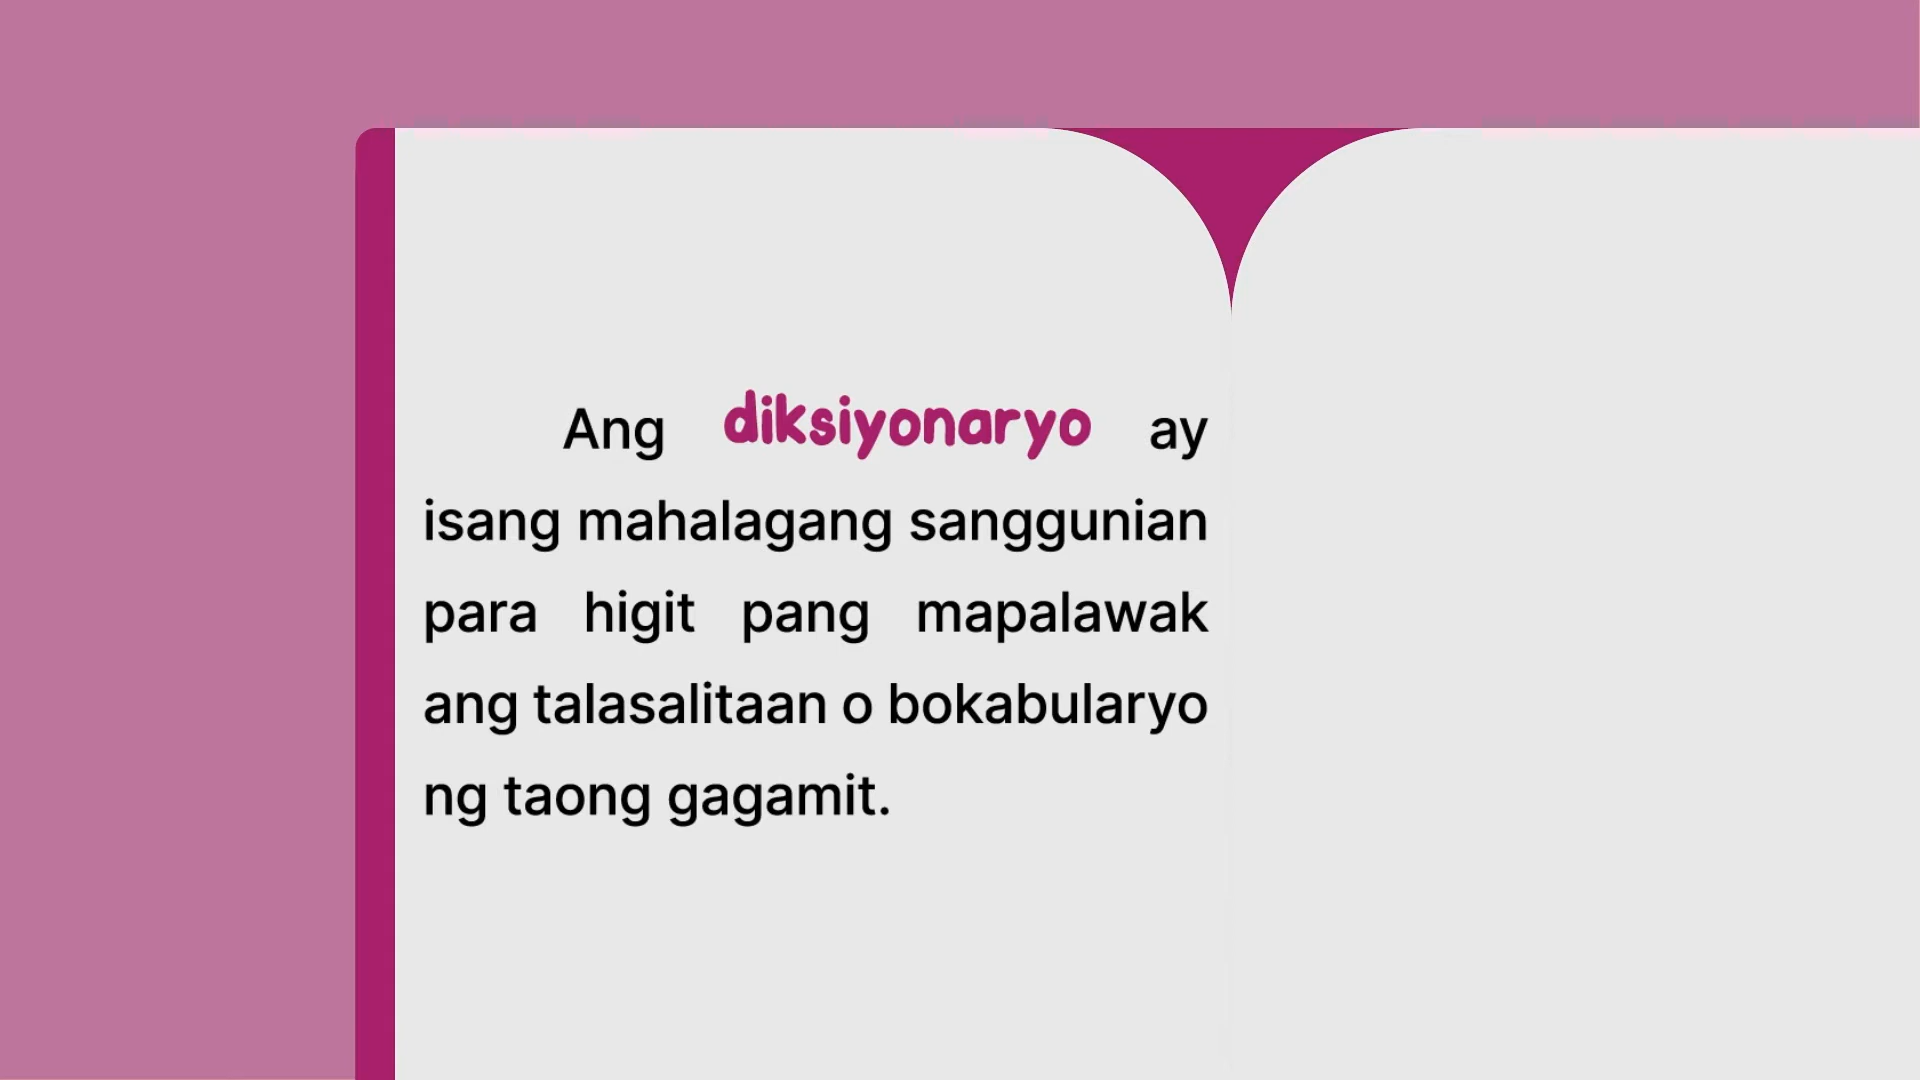 Ang diksiyonaryo ay
isang mahalagang sanggunian
para higit pang mapalawak
ang talasalitaan o bokabularyo
ng taong gagamit.